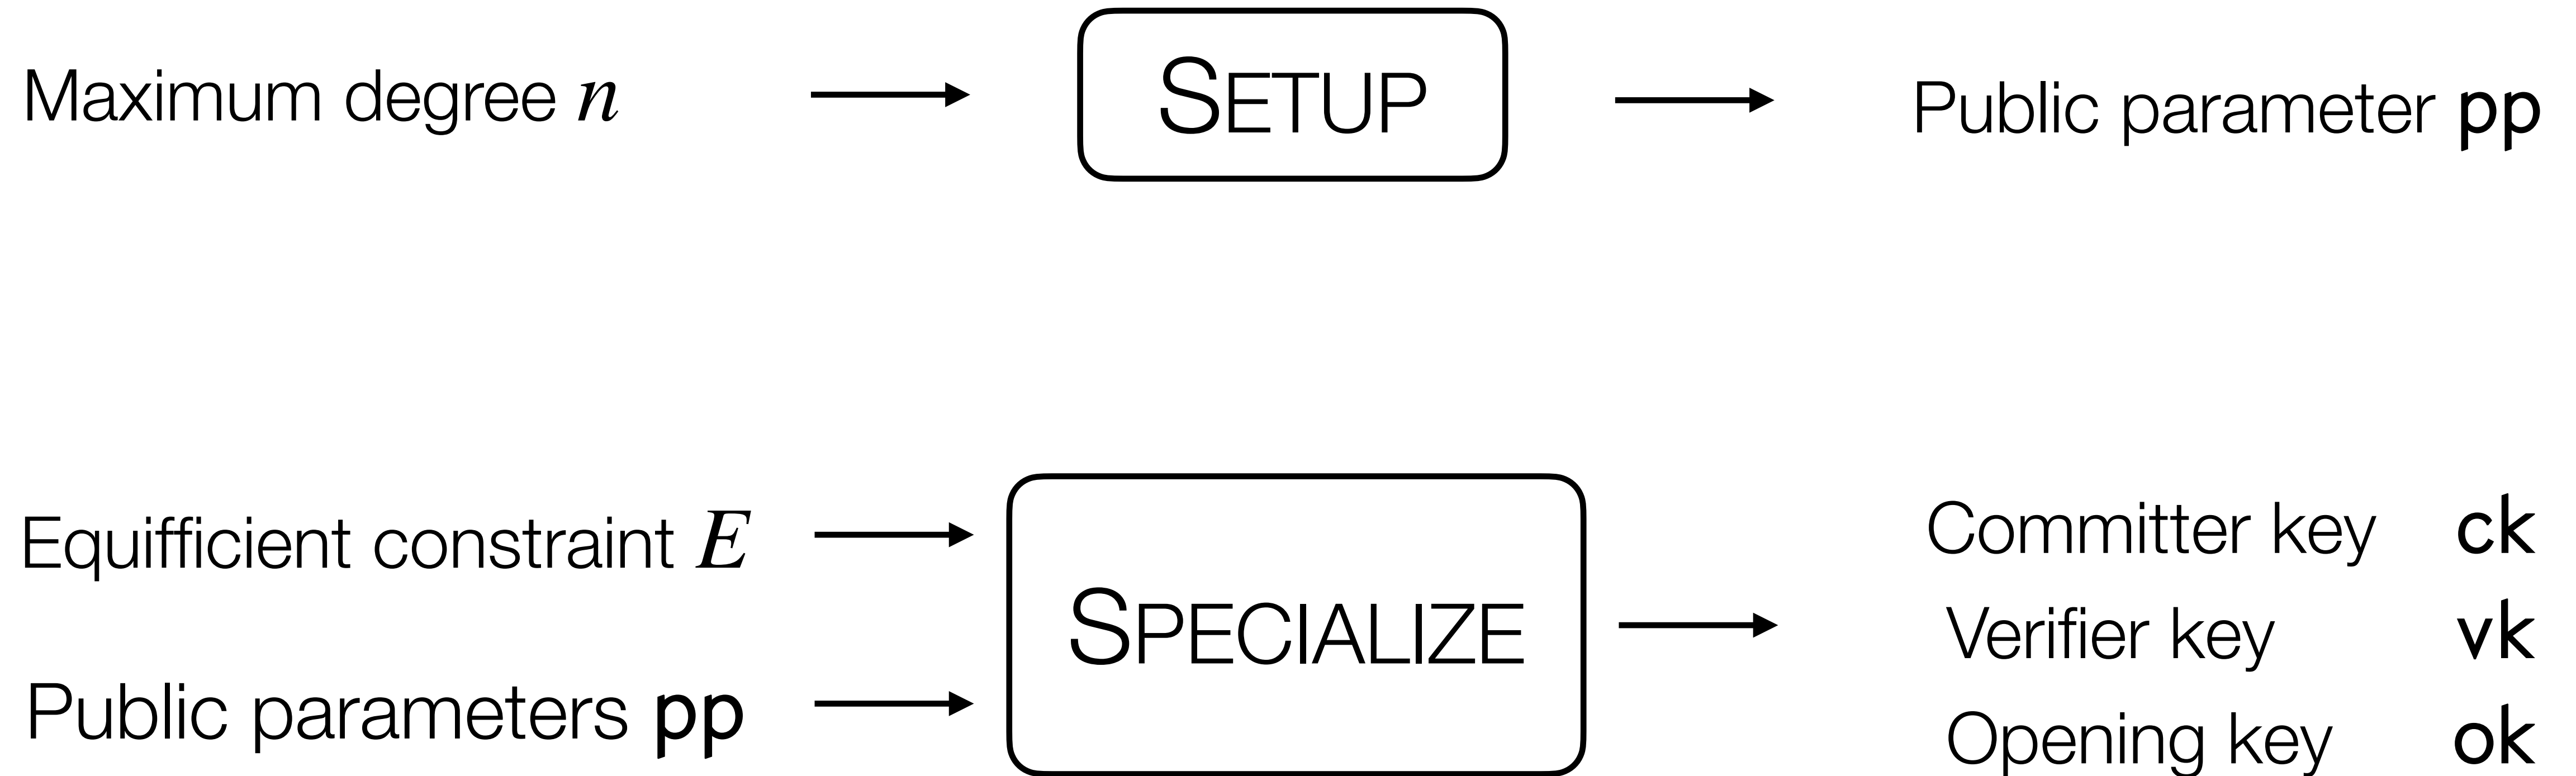 Maximum degree n
SETUP
Public parameter pp
Equifficient constraint E
Public parameters pp
SPECIALIZE
Committer key ck
Verifier key vk
Opening key ok